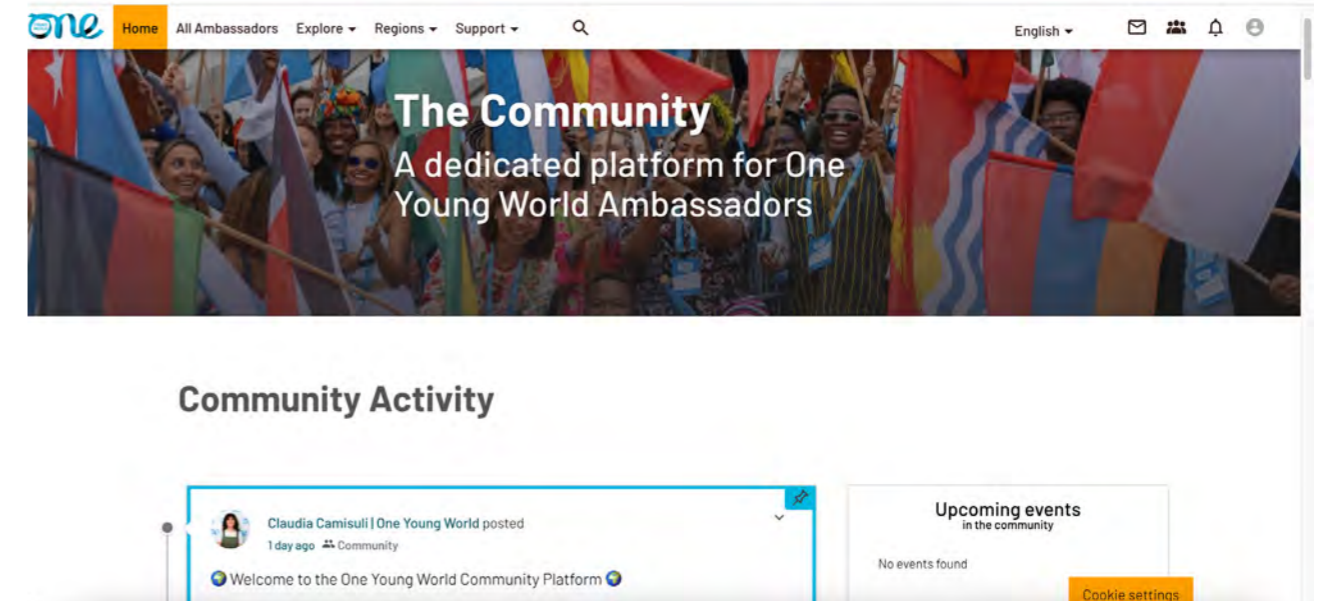 one
Home All Ambassadors Explore Regions Support English
The Community
A dedicated platform for One
Young World Ambassadors
Community Activity
Claudia Camisuli | One Young World posted
1 day ago Community
🌍 Welcome to the One Young World Community Platform 🌍
Upcoming events
in the community
No events found
Cookie settings